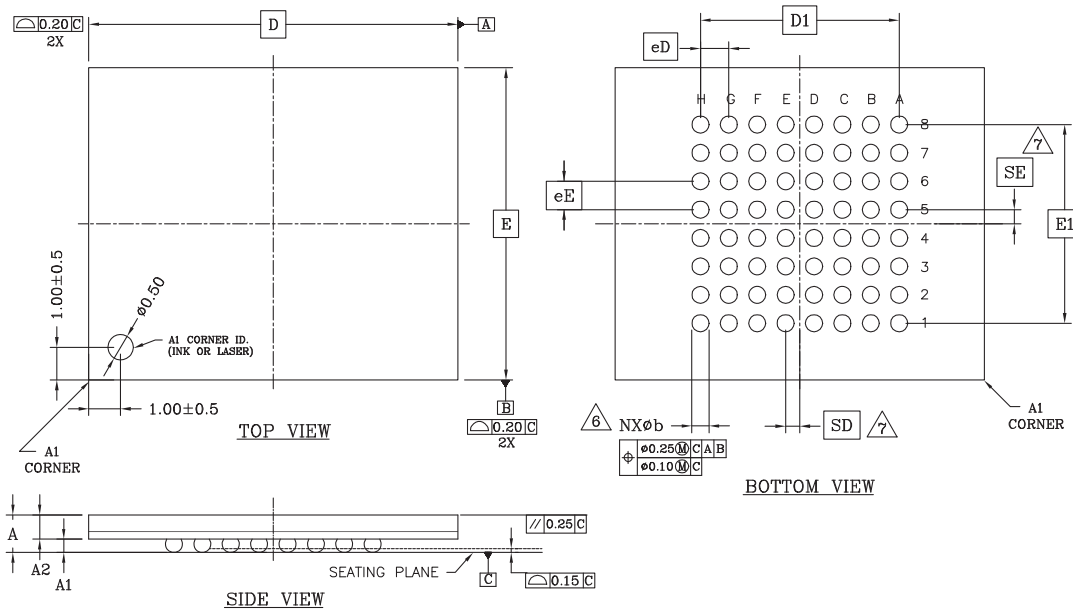 ⌓ 0.20 C
2X
D
A
E
1.00±0.5
ø0.50
A1 CORNER ID.
(INK OR LASER)
1.00±0.5
A1
CORNER
B
⌓ 0.20 C
2X
TOP VIEW
D1
eD
H G F E D C B A
8
7
6
5
4
3
2
1
eE
7
SE
E1
6 NXøb
⌖ ø0.25Ⓜ C A B
ø0.10Ⓜ C
SD 7
A1
CORNER
BOTTOM VIEW
A
A2
A1
// 0.25 C
SEATING PLANE
C
⌓ 0.15 C
SIDE VIEW